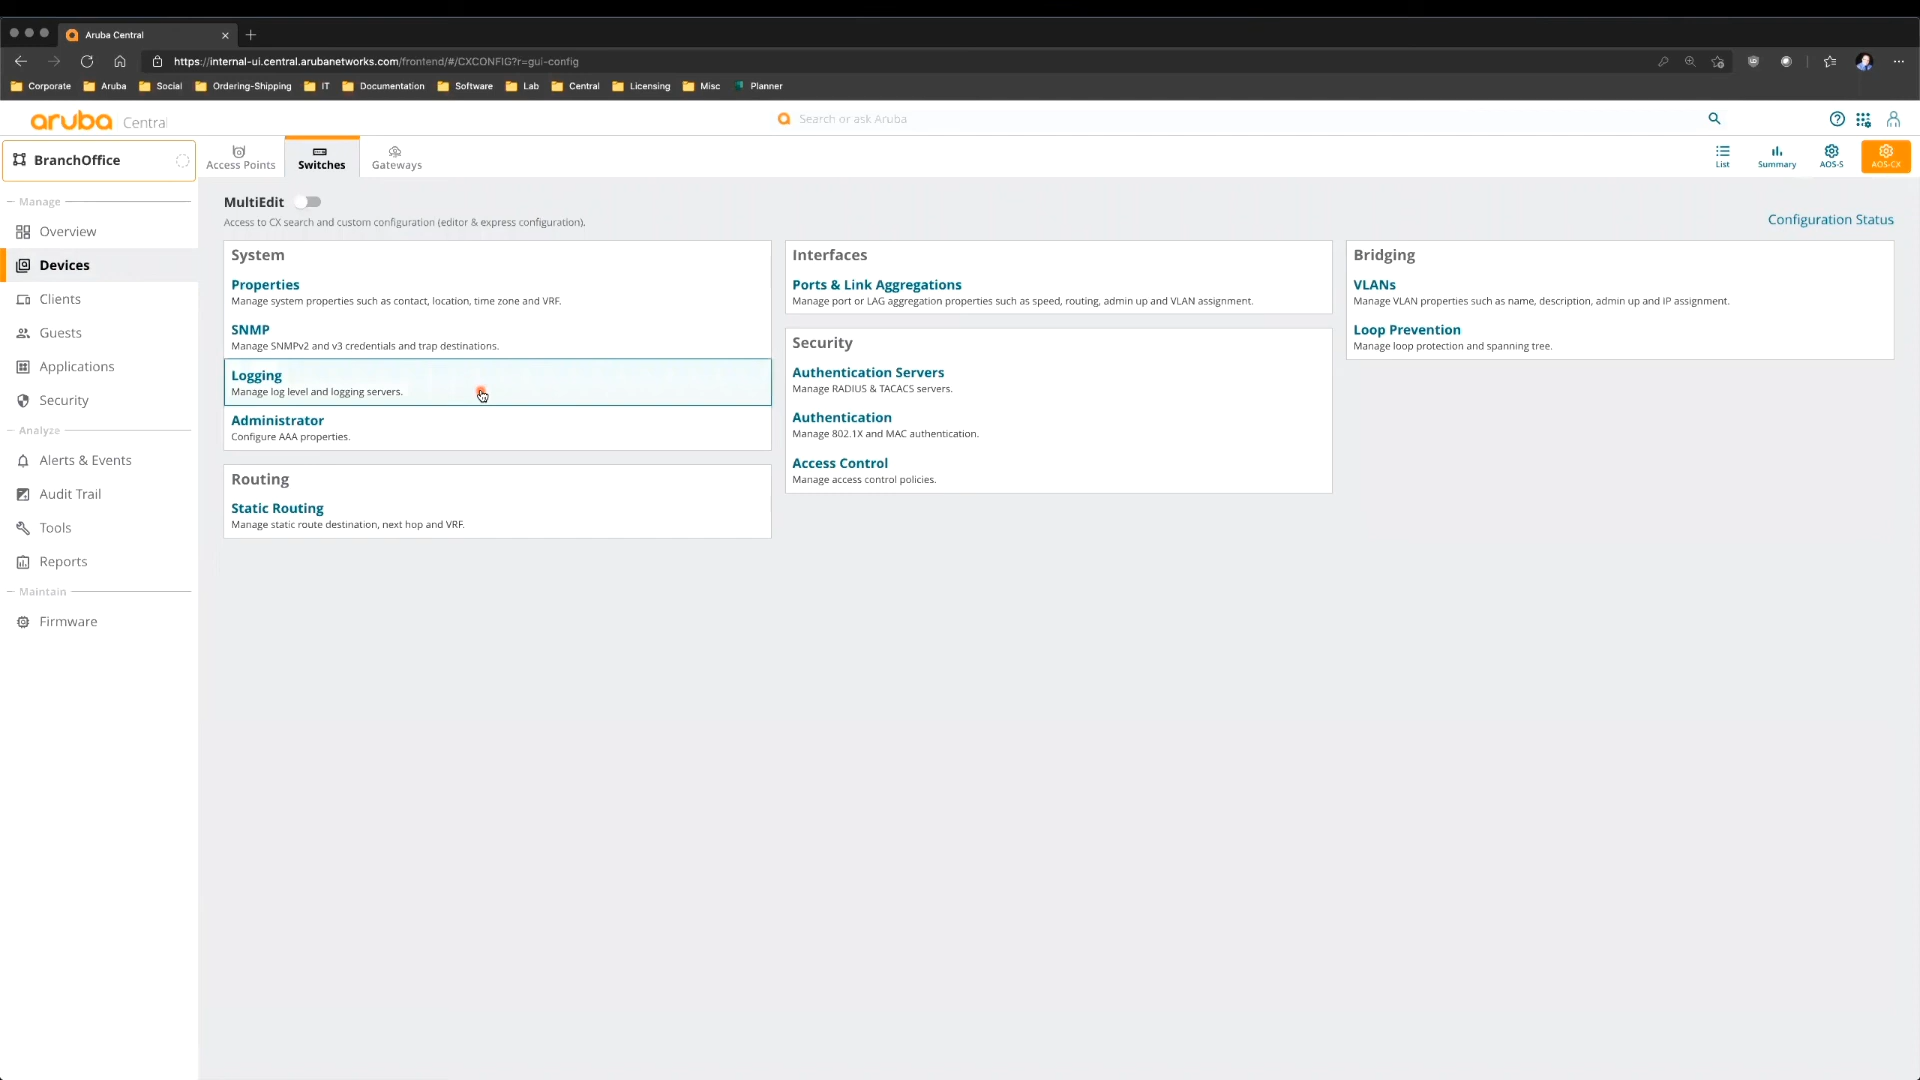 Aruba Central
https://internal-ui.central.arubanetworks.com/frontend/#/CXCONFIG?r=gui-config
Corporate Aruba Social Ordering-Shipping IT Documentation Software Lab Central Licensing Misc Planner
aruba Central
Search or ask Aruba
BranchOffice
Access Points
Switches
Gateways
List
Summary
AOS-S
AOS-CX
Manage
Overview
Devices
Clients
Guests
Applications
Security
Analyze
Alerts & Events
Audit Trail
Tools
Reports
Maintain
Firmware
MultiEdit
Access to CX search and custom configuration (editor & express configuration).
Configuration Status
System
Properties
Manage system properties such as contact, location, time zone and VRF.
SNMP
Manage SNMPv2 and v3 credentials and trap destinations.
Logging
Manage log level and logging servers.
Administrator
Configure AAA properties.
Routing
Static Routing
Manage static route destination, next hop and VRF.
Interfaces
Ports & Link Aggregations
Manage port or LAG aggregation properties such as speed, routing, admin up and VLAN assignment.
Security
Authentication Servers
Manage RADIUS & TACACS servers.
Authentication
Manage 802.1X and MAC authentication.
Access Control
Manage access control policies.
Bridging
VLANs
Manage VLAN properties such as name, description, admin up and IP assignment.
Loop Prevention
Manage loop protection and spanning tree.